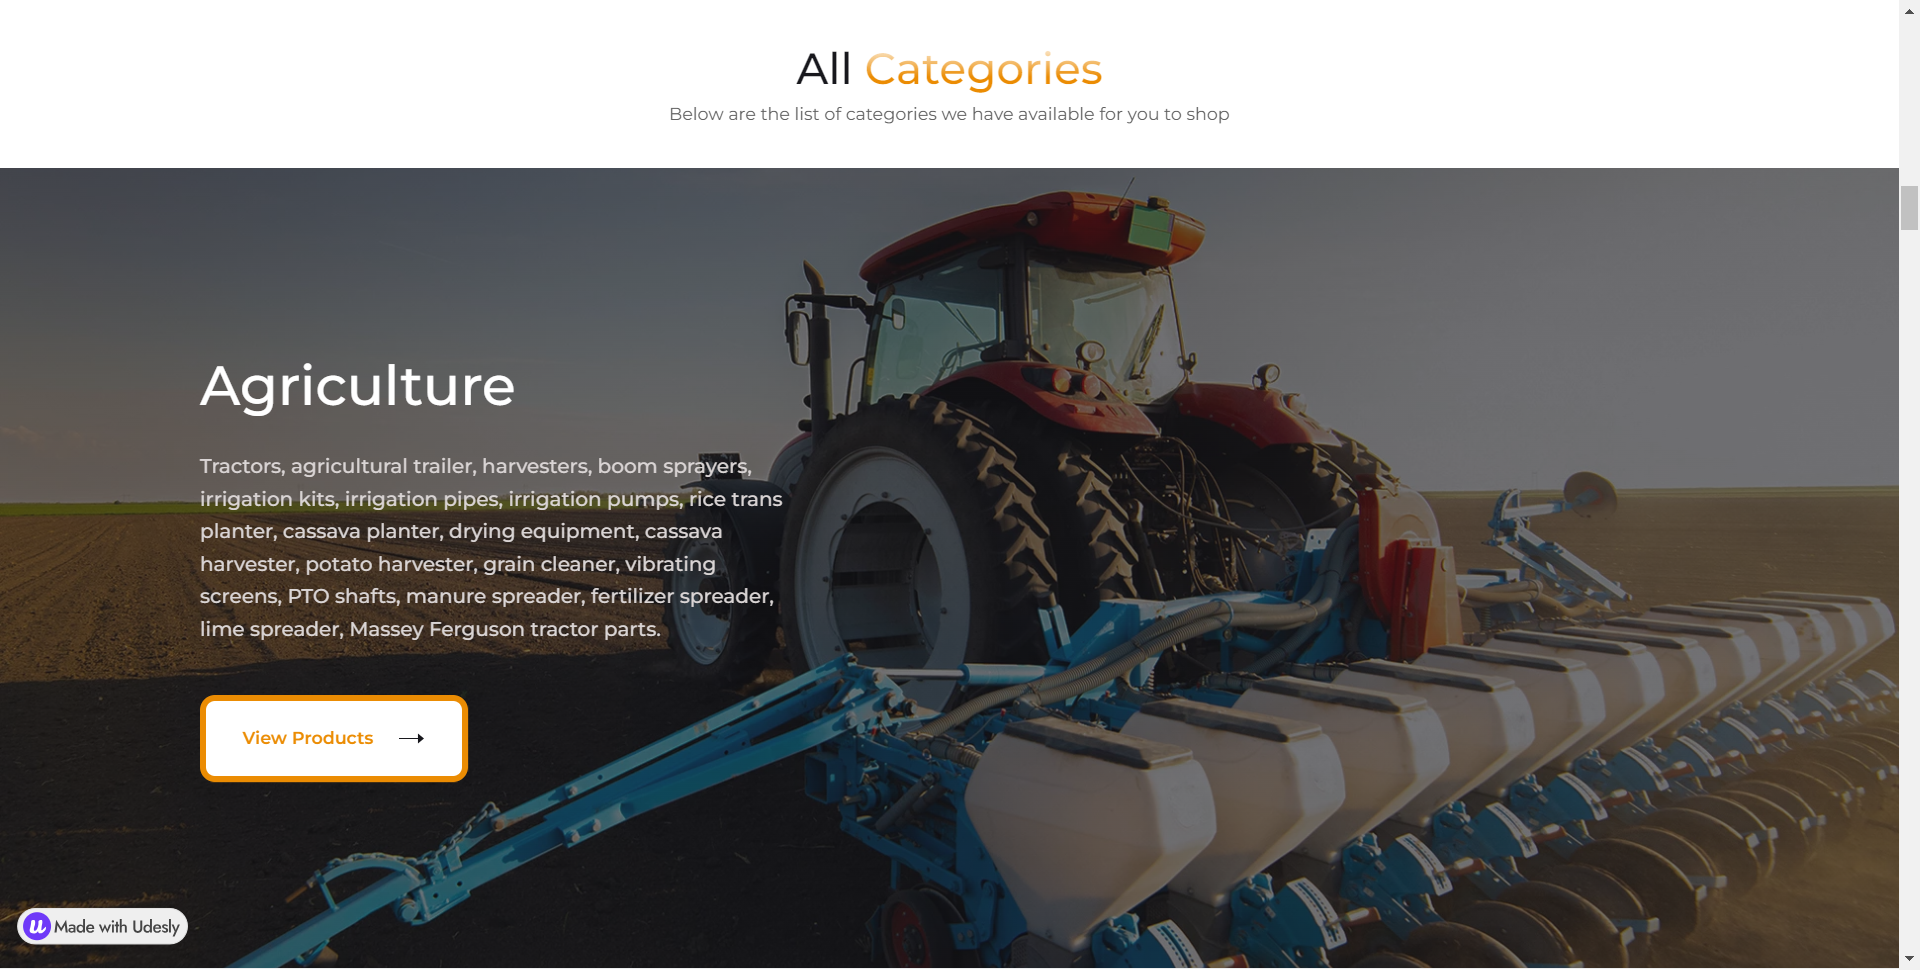 All Categories
Below are the list of categories we have available for you to shop
Agriculture
Tractors, agricultural trailer, harvesters, boom sprayers,
irrigation kits, irrigation pipes, irrigation pumps, rice trans
planter, cassava planter, drying equipment, cassava
harvester, potato harvester, grain cleaner, vibrating
screens, PTO shafts, manure spreader, fertilizer spreader,
lime spreader, Massey Ferguson tractor parts.
View Products
Made with Udesly